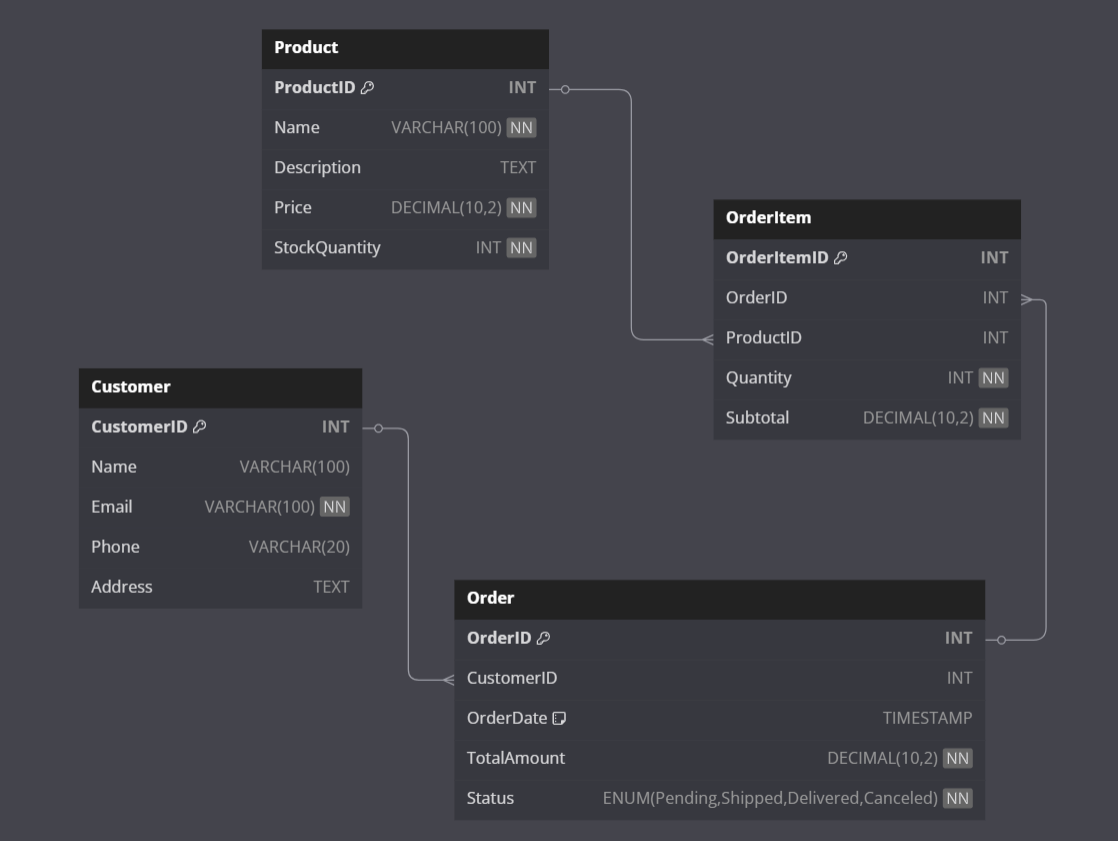 Product
ProductID INT
Name VARCHAR(100) NN
Description TEXT
Price DECIMAL(10,2) NN
StockQuantity INT NN
OrderItem
OrderItemID INT
OrderID INT
ProductID INT
Quantity INT NN
Subtotal DECIMAL(10,2) NN
Customer
CustomerID INT
Name VARCHAR(100)
Email VARCHAR(100) NN
Phone VARCHAR(20)
Address TEXT
Order
OrderID INT
CustomerID INT
OrderDate TIMESTAMP
TotalAmount DECIMAL(10,2) NN
Status ENUM(Pending,Shipped,Delivered,Canceled) NN